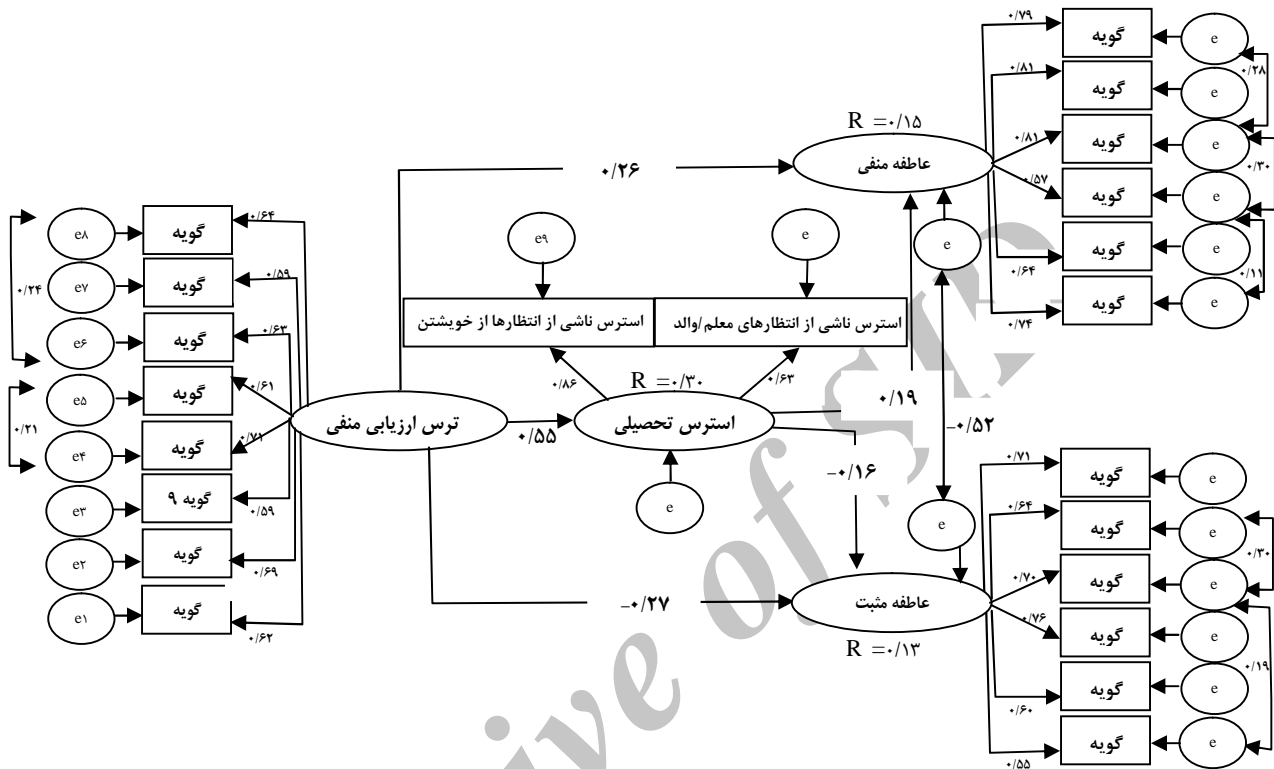 ۰/۷۹
گویه
e
۰/۲۸
۰/۸۱
گویه
e
R =۰/۱۵
عاطفه منفی
۰/۸۱
گویه
e
۰/۳۰
۰/۵۷
گویه
e
۰/۶۴
گویه
e
۰/۱۱
۰/۷۴
گویه
e
۰/۲۶
e۹
e
e
استرس ناشی از انتظارها از خویشتن
استرس ناشی از انتظارهای معلم/والد
e۸
گویه
۰/۶۴
e۷
گویه
۰/۵۹
۰/۲۴
e۶
گویه
۰/۶۳
e۵
گویه
۰/۶۱
۰/۲۱
e۴
گویه
۰/۷۱
e۳
گویه ۹
۰/۵۹
e۲
گویه
۰/۶۹
e۱
گویه
۰/۶۲
ترس ارزیابی منفی
۰/۵۵
۰/۸۶
R =۰/۳۰
۰/۶۳
استرس تحصیلی
e
۰/۱۹
-۰/۱۶
-۰/۵۲
e
-۰/۲۷
عاطفه مثبت
R =۰/۱۳
۰/۷۱
گویه
e
۰/۶۴
گویه
e
۰/۳۰
۰/۷۰
گویه
e
۰/۷۶
گویه
e
۰/۱۹
۰/۶۰
گویه
e
۰/۵۵
گویه
e
ive of